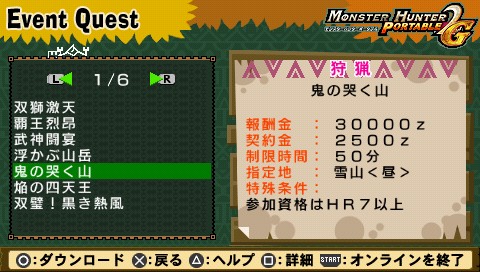 Event Quest
MONSTER HUNTER
PORTABLE 2nd G
L 1/6 R
双獅激天
覇王烈昂
武神闘宴
浮かぶ山岳
鬼の哭く山
焔の四天王
双璧！黒き熱風
狩猟
鬼の哭く山
報酬金 ： 30000z
契約金 ： 2500z
制限時間： 50分
指定地 ： 雪山<昼>
特殊条件：
参加資格はHR7以上
○:ダウンロード ×:戻る △:ヘルプ □:詳細 START:オンラインを終了